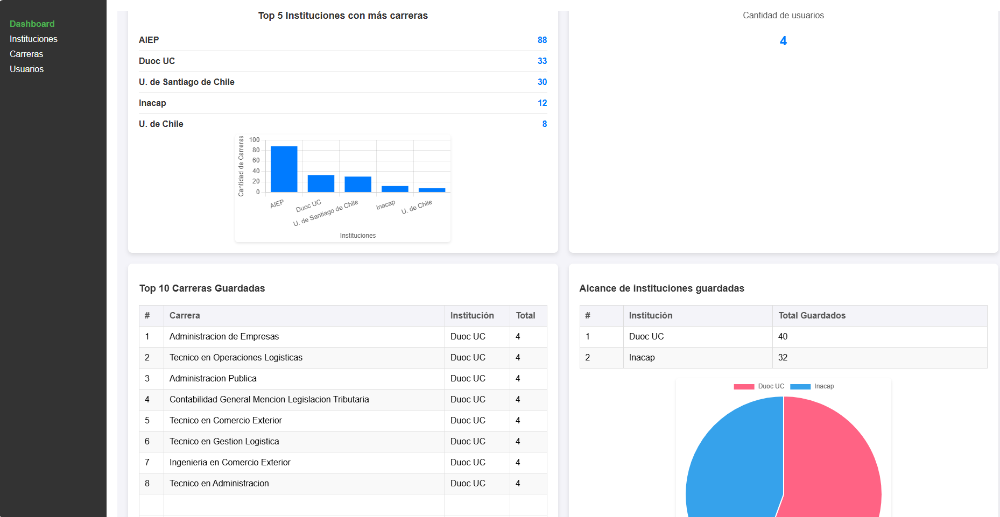 Dashboard
Instituciones
Carreras
Usuarios
Top 5 Instituciones con más carreras
AIEP 88
Duoc UC 33
U. de Santiago de Chile 30
Inacap 12
U. de Chile 8
Cantidad de Carreras
100
80
60
40
20
0
AIEP
Duoc UC
U. de Santiago de Chile
Inacap
U. de Chile
Instituciones
Cantidad de usuarios
4
Top 10 Carreras Guardadas
# Carrera Institución Total
1 Administracion de Empresas Duoc UC 4
2 Tecnico en Operaciones Logisticas Duoc UC 4
3 Administracion Publica Duoc UC 4
4 Contabilidad General Mencion Legislacion Tributaria Duoc UC 4
5 Tecnico en Comercio Exterior Duoc UC 4
6 Tecnico en Gestion Logistica Duoc UC 4
7 Ingenieria en Comercio Exterior Duoc UC 4
8 Tecnico en Administracion Duoc UC 4
Alcance de instituciones guardadas
# Institución Total Guardados
1 Duoc UC 40
2 Inacap 32
Duoc UC Inacap